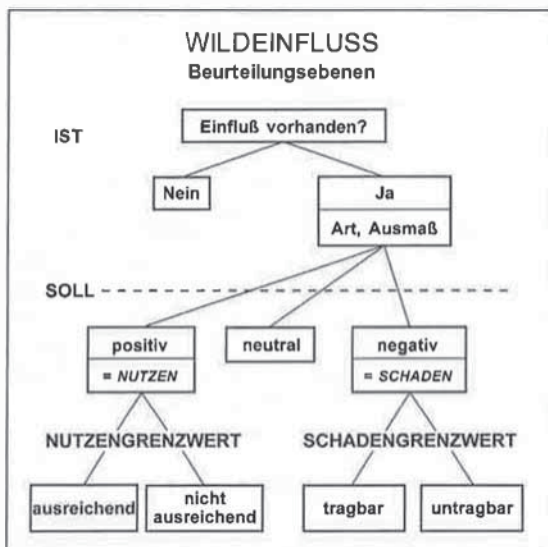 WILDEINFLUSS
Beurteilungsebenen
IST
Einfluß vorhanden?
Nein
Ja
Art, Ausmaß
SOLL
positiv
= NUTZEN
neutral
negativ
= SCHADEN
NUTZENGRENZWERT
SCHADENGRENZWERT
ausreichend
nicht
ausreichend
tragbar
untragbar